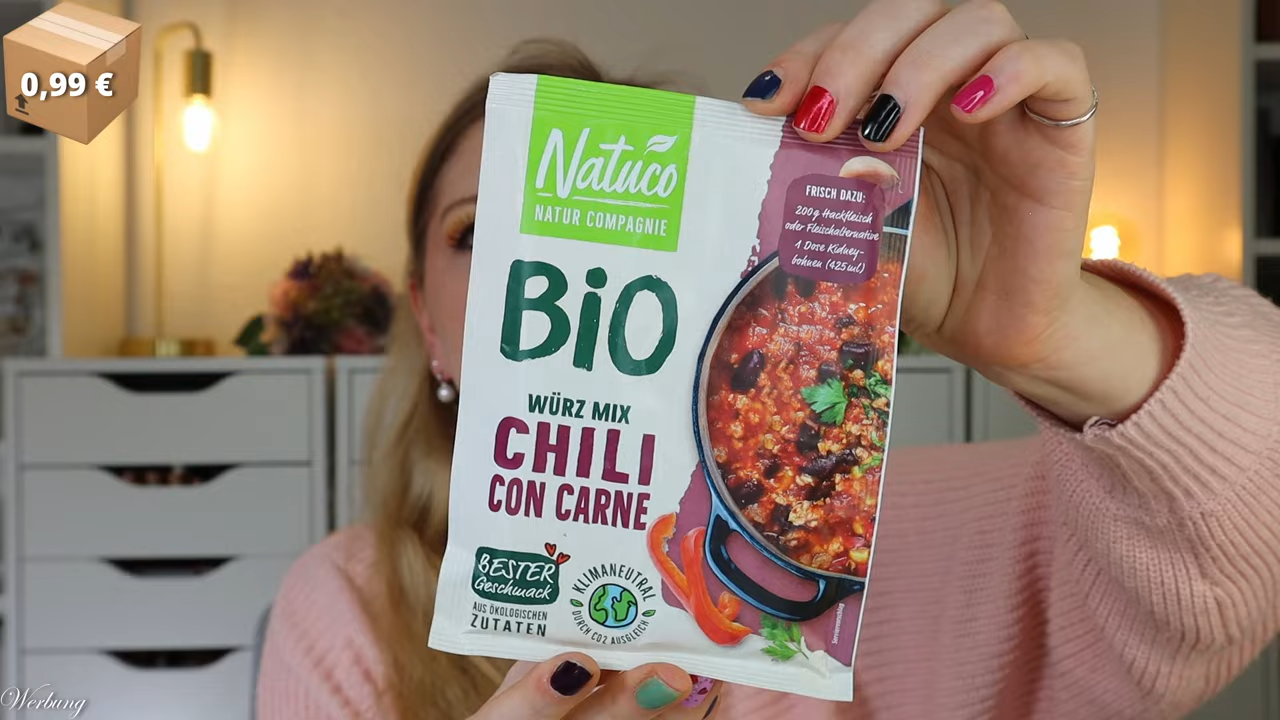 0,99 €
Natuco
NATUR COMPAGNIE
FRISCH DAZU:
200g Hackfleisch
oder Fleischalternative
1 Dose Kidney-
bohnen (425 ml)
BiO
WÜRZ MIX
CHILI
CON CARNE
BESTER
Geschmack
AUS ÖKOLOGISCHEN
ZUTATEN
KLIMANEUTRAL
DURCH CO2 AUSGLEICH
Serviervorschlag
Werbung